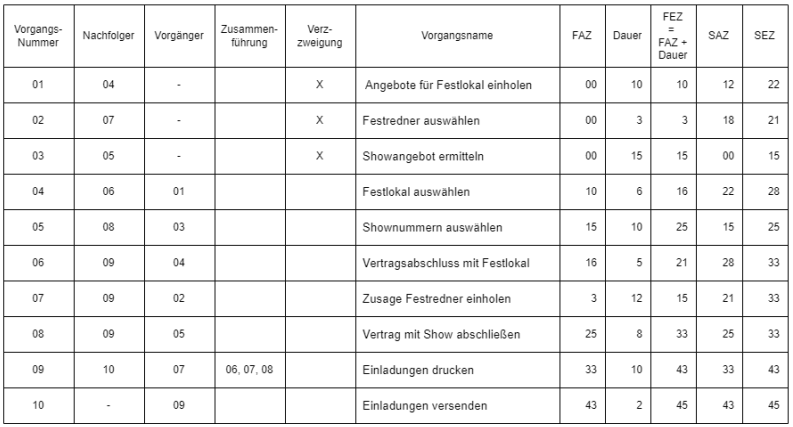 Vorgangs-Nummer | Nachfolger | Vorgänger | Zusammen-führung | Verz-zweigung | Vorgangsname | FAZ | Dauer | FEZ = FAZ + Dauer | SAZ | SEZ
01 | 04 | - | | X | Angebote für Festlokal einholen | 00 | 10 | 10 | 12 | 22
02 | 07 | - | | X | Festredner auswählen | 00 | 3 | 3 | 18 | 21
03 | 05 | - | | X | Showangebot ermitteln | 00 | 15 | 15 | 00 | 15
04 | 06 | 01 | | | Festlokal auswählen | 10 | 6 | 16 | 22 | 28
05 | 08 | 03 | | | Shownummern auswählen | 15 | 10 | 25 | 15 | 25
06 | 09 | 04 | | | Vertragsabschluss mit Festlokal | 16 | 5 | 21 | 28 | 33
07 | 09 | 02 | | | Zusage Festredner einholen | 3 | 12 | 15 | 21 | 33
08 | 09 | 05 | | | Vertrag mit Show abschließen | 25 | 8 | 33 | 25 | 33
09 | 10 | 07 | 06, 07, 08 | | Einladungen drucken | 33 | 10 | 43 | 33 | 43
10 | - | 09 | | | Einladungen versenden | 43 | 2 | 45 | 43 | 45